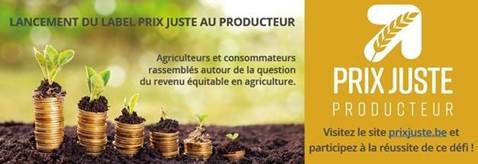 LANCEMENT DU LABEL PRIX JUSTE AU PRODUCTEUR
Agriculteurs et consommateurs
rassemblés autour de la question
du revenu équitable en agriculture.
PRIX JUSTE
PRODUCTEUR
Visitez le site prixjuste.be et
participez à la réussite de ce défi !